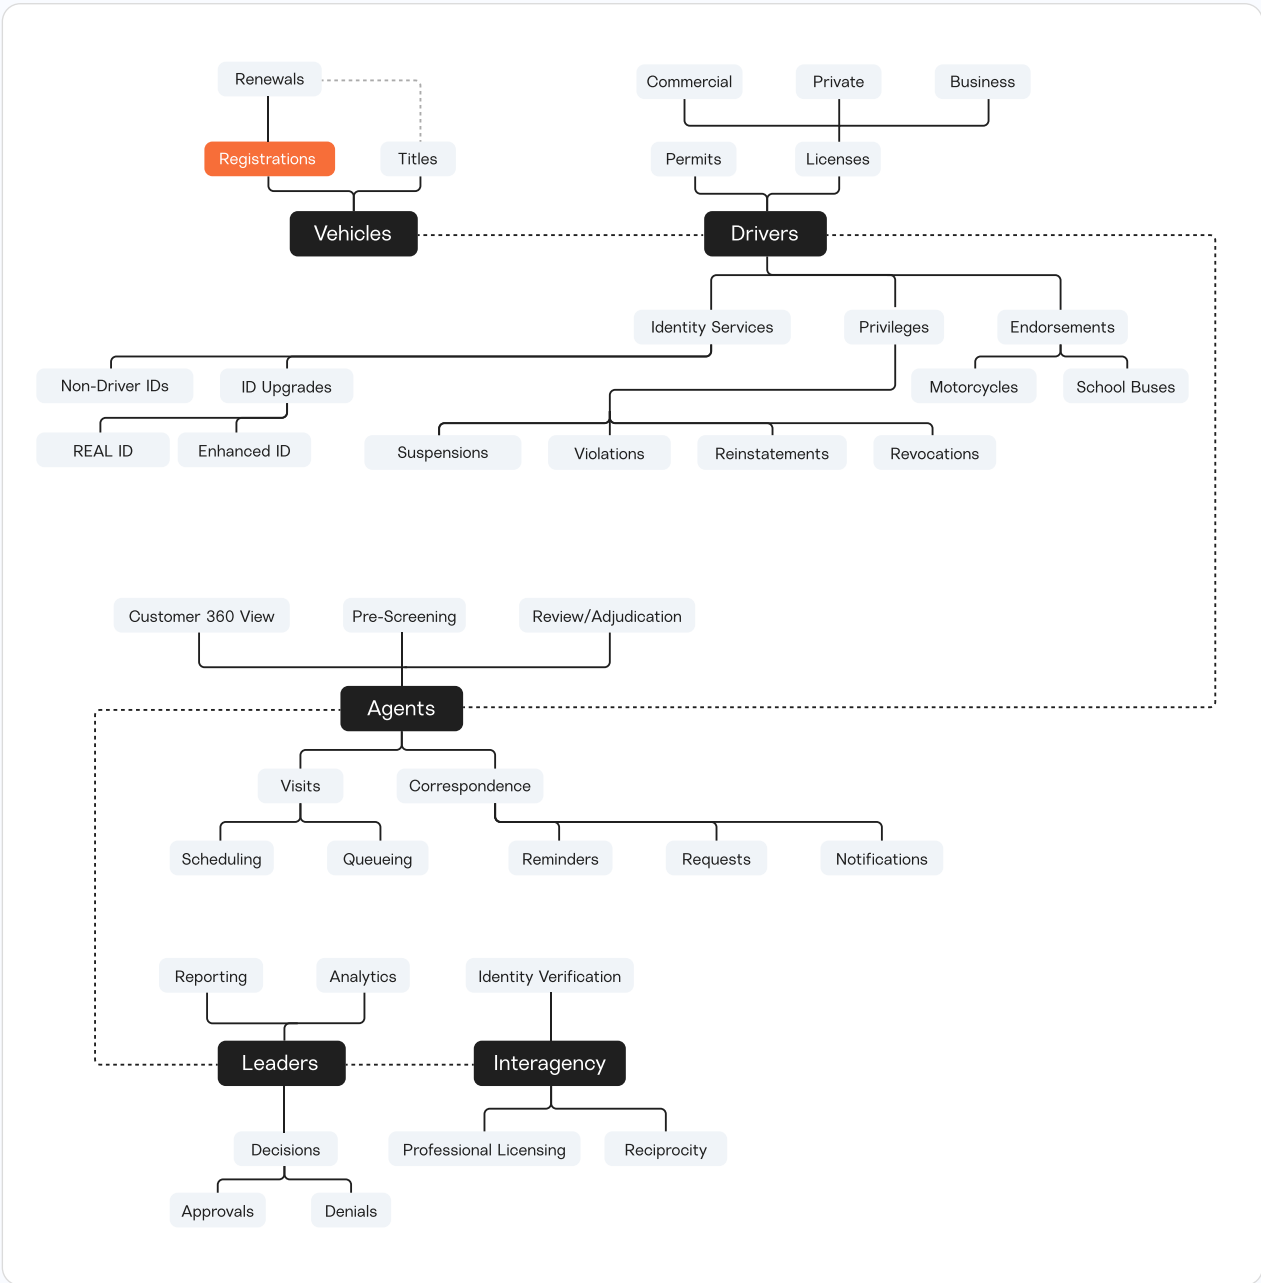 Renewals
Commercial
Private
Business
Registrations
Titles
Permits
Licenses
Vehicles
Drivers
Identity Services
Privileges
Endorsements
Non-Driver IDs
ID Upgrades
Motorcycles
School Buses
REAL ID
Enhanced ID
Suspensions
Violations
Reinstatements
Revocations
Customer 360 View
Pre-Screening
Review/Adjudication
Agents
Visits
Correspondence
Scheduling
Queueing
Reminders
Requests
Notifications
Reporting
Analytics
Identity Verification
Leaders
Interagency
Decisions
Professional Licensing
Reciprocity
Approvals
Denials